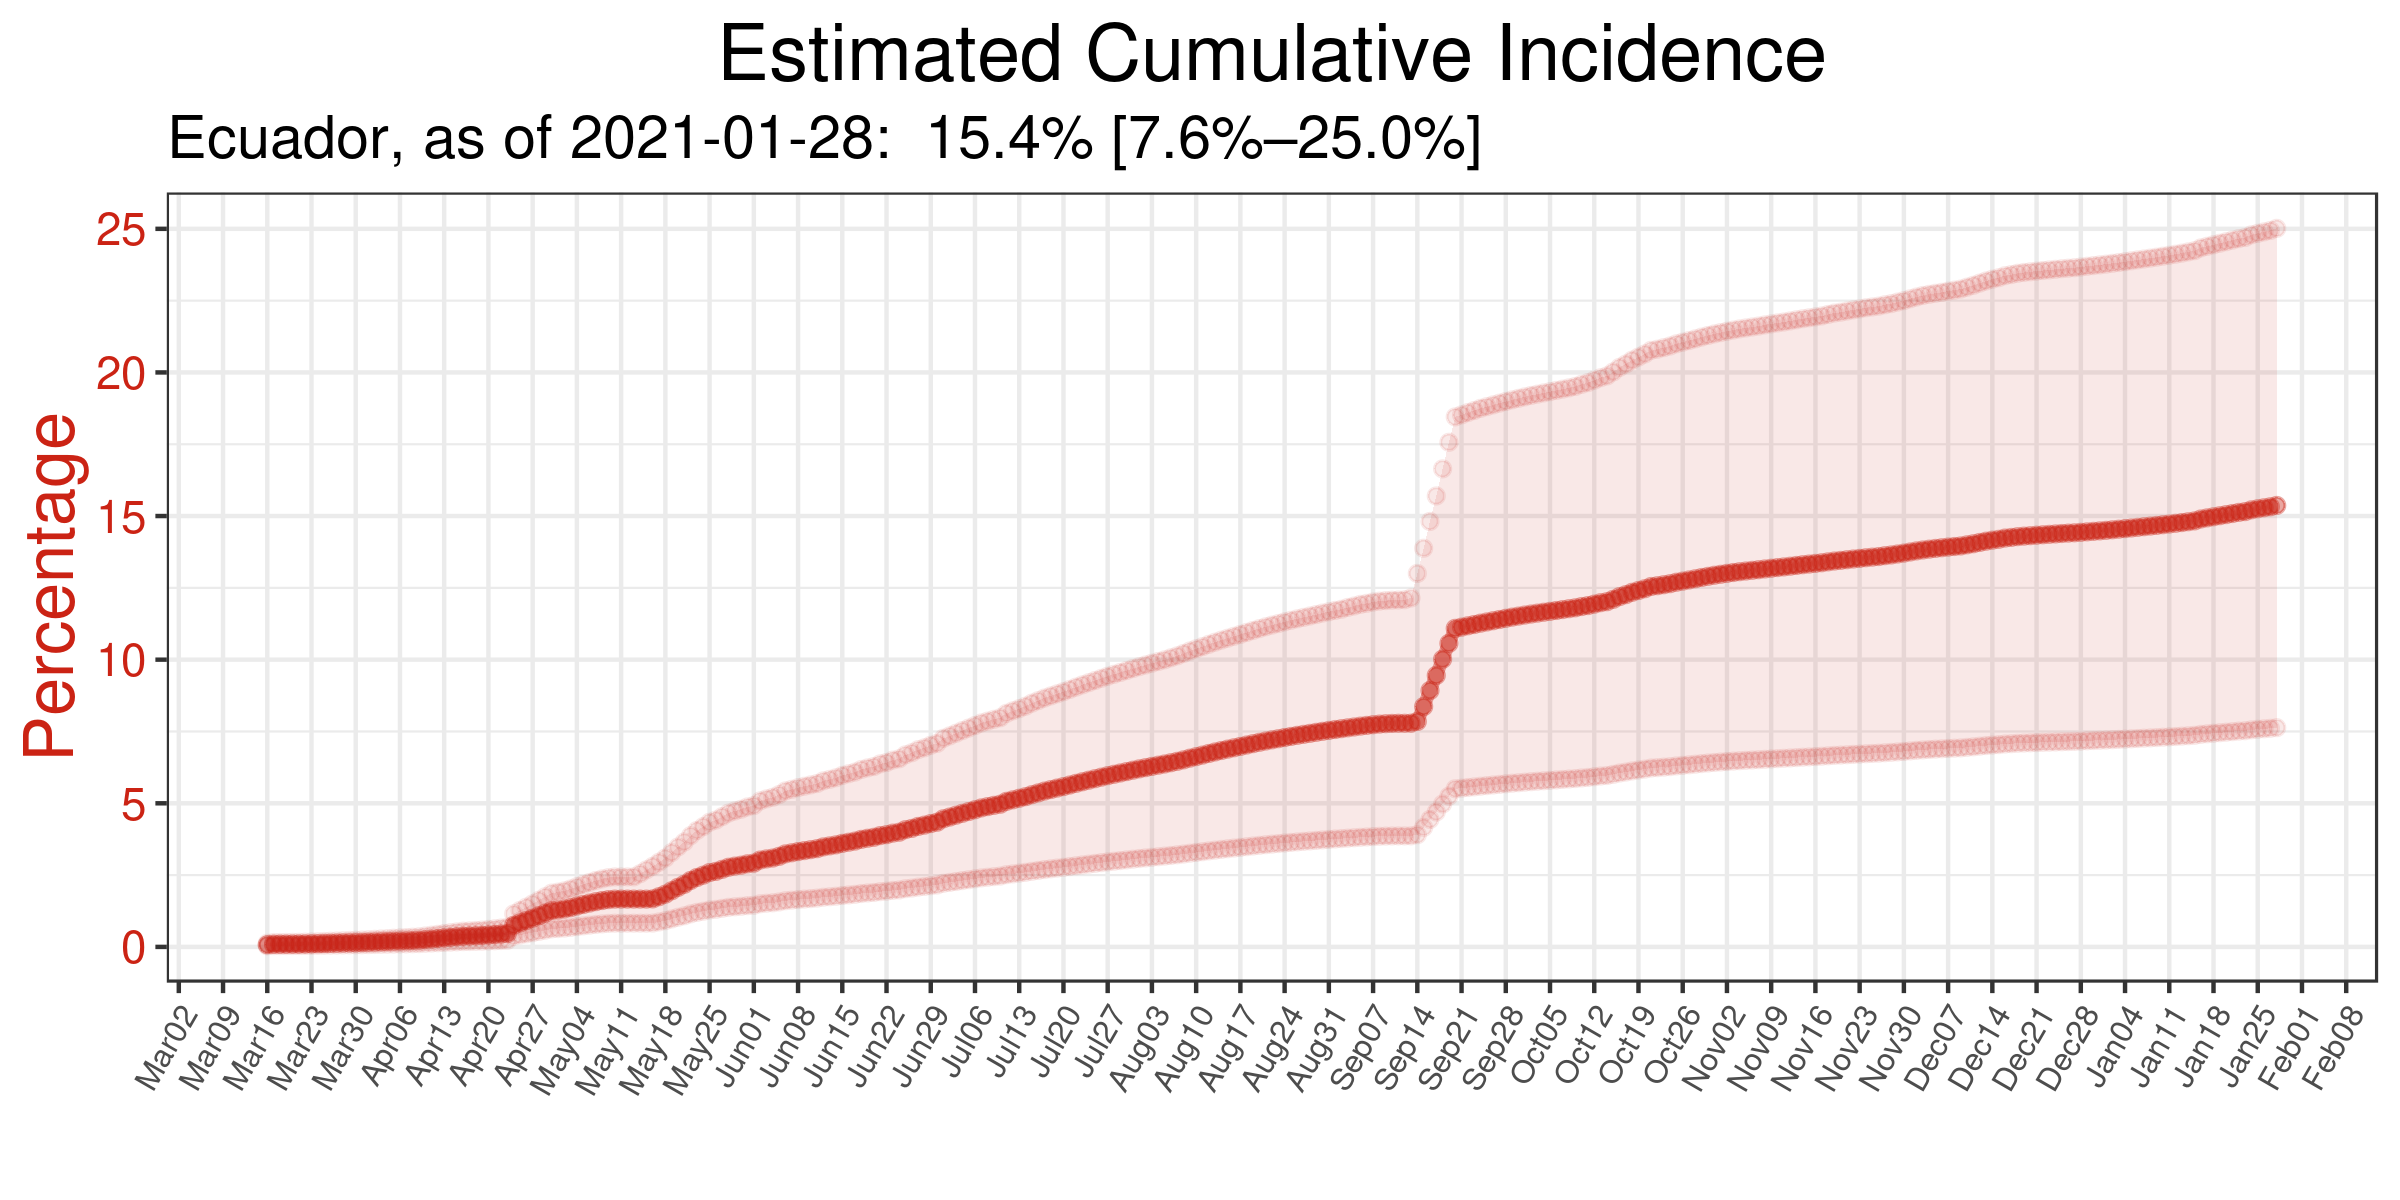 Estimated Cumulative Incidence
Ecuador, as of 2021-01-28:  15.4% [7.6%–25.0%]
Percentage
25
20
15
10
5
0
Mar02
Mar09
Mar16
Mar23
Mar30
Apr06
Apr13
Apr20
Apr27
May04
May11
May18
May25
Jun01
Jun08
Jun15
Jun22
Jun29
Jul06
Jul13
Jul20
Jul27
Aug03
Aug10
Aug17
Aug24
Aug31
Sep07
Sep14
Sep21
Sep28
Oct05
Oct12
Oct19
Oct26
Nov02
Nov09
Nov16
Nov23
Nov30
Dec07
Dec14
Dec21
Dec28
Jan04
Jan11
Jan18
Jan25
Feb01
Feb08